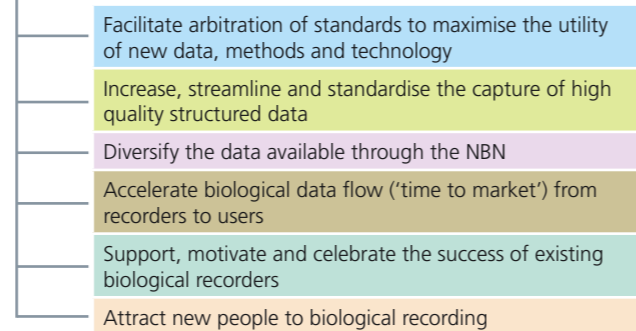 Facilitate arbitration of standards to maximise the utility
of new data, methods and technology
Increase, streamline and standardise the capture of high
quality structured data
Diversify the data available through the NBN
Accelerate biological data flow (‘time to market’) from
recorders to users
Support, motivate and celebrate the success of existing
biological recorders
Attract new people to biological recording